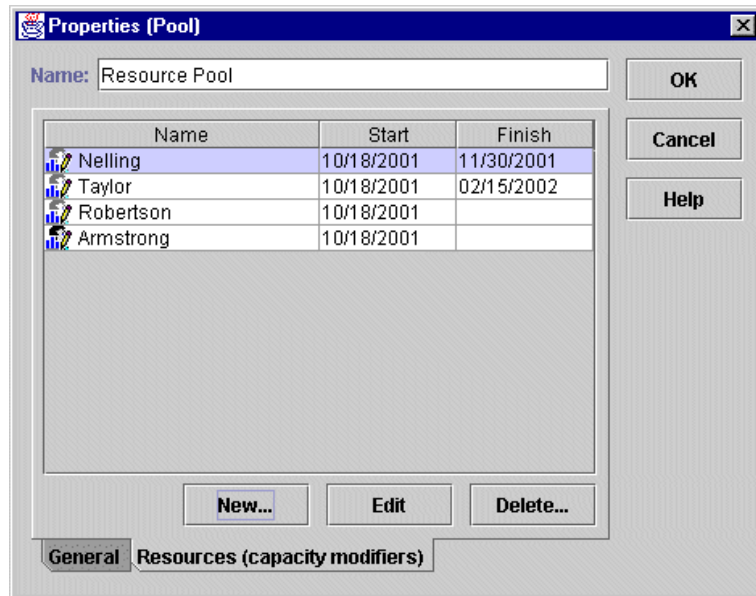 Properties (Pool)
Name: Resource Pool
OK
Cancel
Help
Name Start Finish
Nelling 10/18/2001 11/30/2001
Taylor 10/18/2001 02/15/2002
Robertson 10/18/2001
Armstrong 10/18/2001
New... Edit Delete...
General Resources (capacity modifiers)